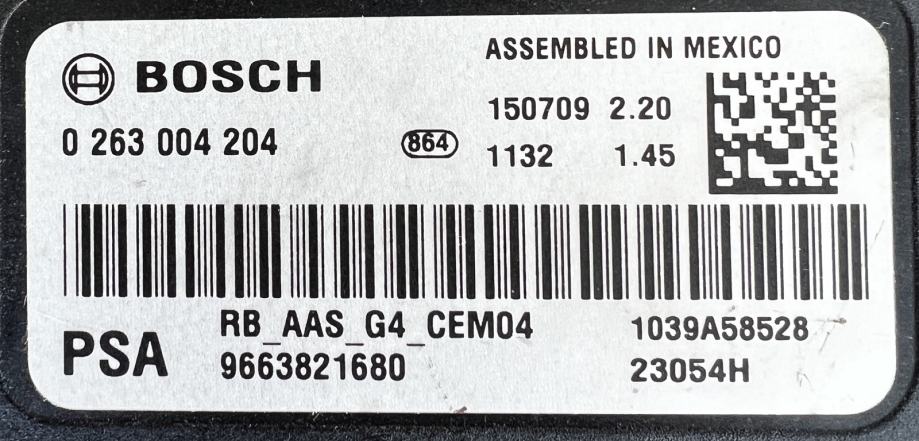 BOSCH
ASSEMBLED IN MEXICO
0 263 004 204
864
150709 2.20
1132 1.45
PSA
RB_AAS_G4_CEM04
9663821680
1039A58528
23054H